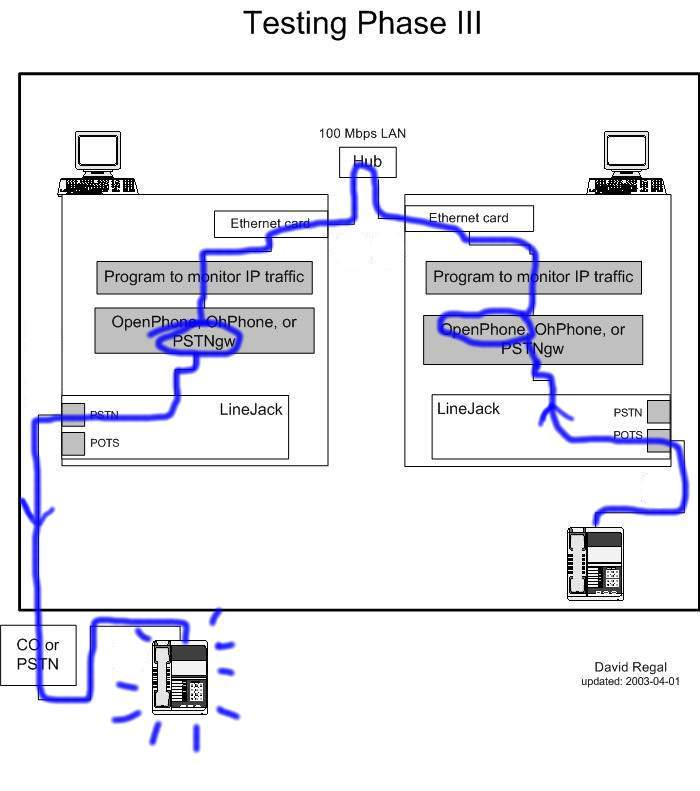 Testing Phase III
100 Mbps LAN
Hub
Ethernet card
Program to monitor IP traffic
OpenPhone, OhPhone, or
PSTNgw
LineJack
PSTN
POTS
Ethernet card
Program to monitor IP traffic
OpenPhone, OhPhone, or
PSTNgw
LineJack
PSTN
POTS
CO or
PSTN
David Regal
updated: 2003-04-01